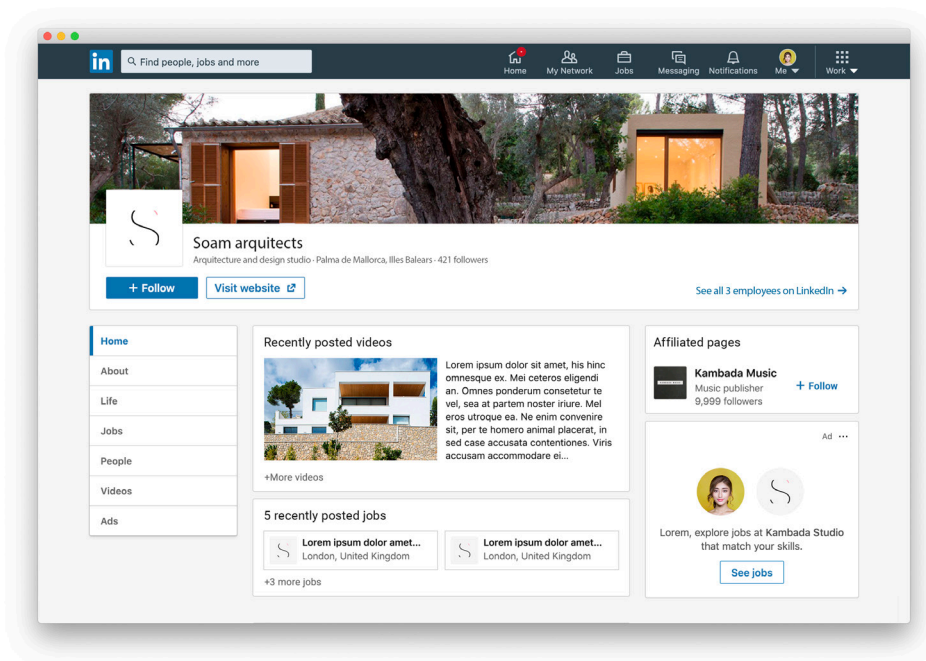 in
Find people, jobs and more
Home
My Network
Jobs
Messaging
Notifications
Me
Work
S
Soam arquitects
Arquitecture and design studio · Palma de Mallorca, Illes Balears · 421 followers
+ Follow
Visit website
See all 3 employees on LinkedIn →
Home
About
Life
Jobs
People
Videos
Ads
Recently posted videos
Lorem ipsum dolor sit amet, his hinc
omnesque ex. Mei ceteros eligendi
an. Omnes ponderum consetetur te
vel, sea at partem noster iriure. Mel
eros utroque ea. Ne enim convenire
sit, per te homero animal placerat, in
sed case accusata contentiones. Viris
accusam accommodare ei...
+More videos
5 recently posted jobs
S
Lorem ipsum dolor amet...
London, United Kingdom
S
Lorem ipsum dolor amet...
London, United Kingdom
+3 more jobs
Affiliated pages
Kambada Music
Music publisher
9,999 followers
+ Follow
Ad ···
S
Lorem, explore jobs at Kambada Studio
that match your skills.
See jobs